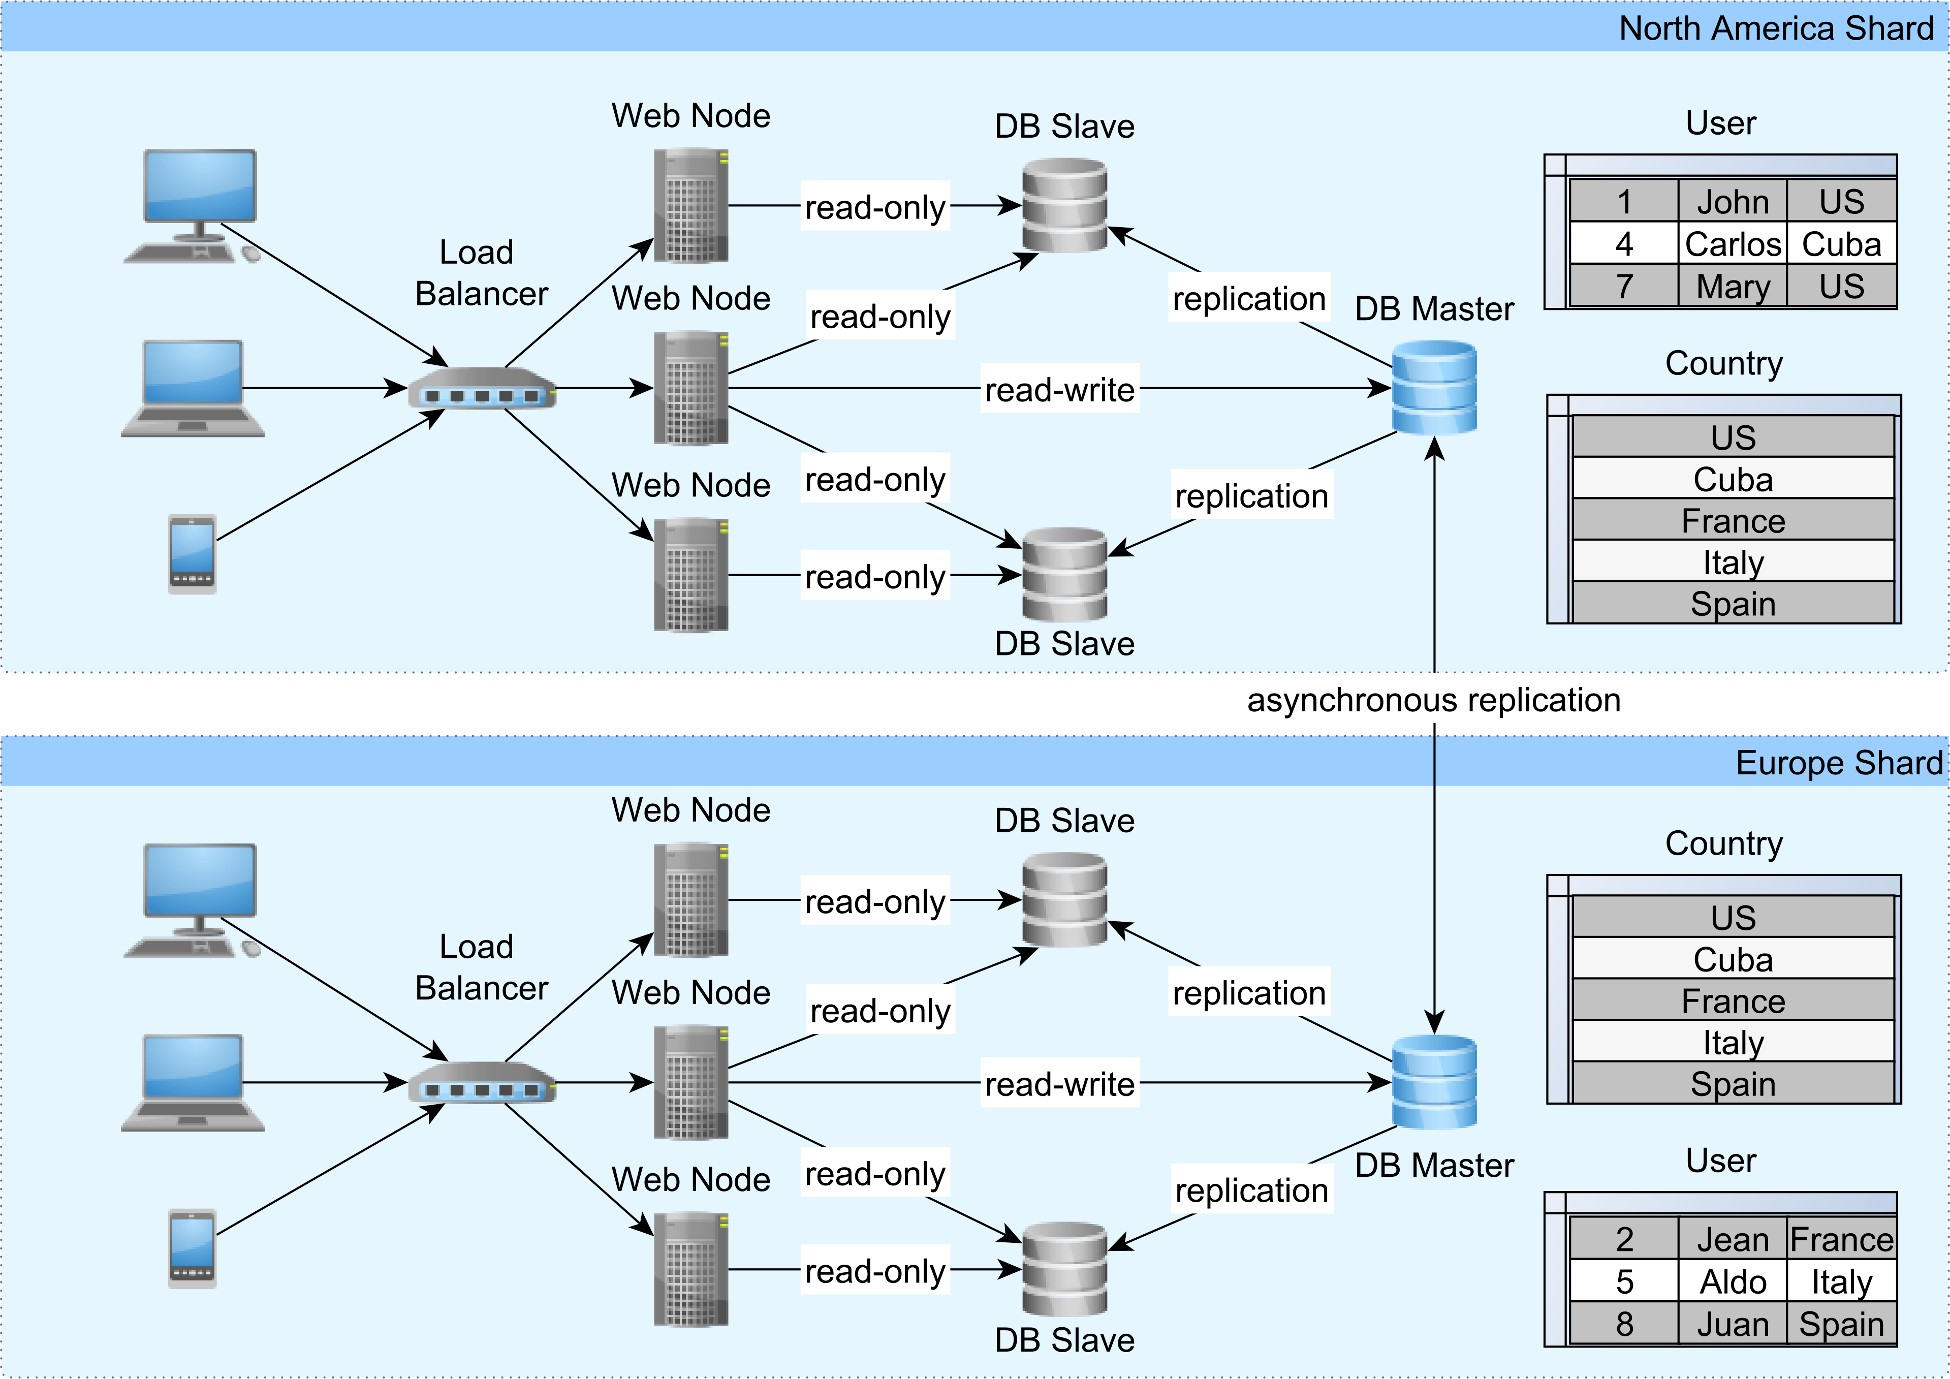 North America Shard
Web Node
DB Slave
User
read-only
1 John US
4 Carlos Cuba
7 Mary US
Load
Balancer
Web Node
read-only
replication
DB Master
Country
read-write
US
Cuba
France
Italy
Spain
Web Node
read-only
replication
read-only
DB Slave
asynchronous replication
Europe Shard
Web Node
DB Slave
Country
read-only
US
Cuba
France
Italy
Spain
Load
Balancer
Web Node
read-only
replication
read-write
DB Master
Web Node
read-only
replication
User
2 Jean France
5 Aldo Italy
8 Juan Spain
read-only
DB Slave